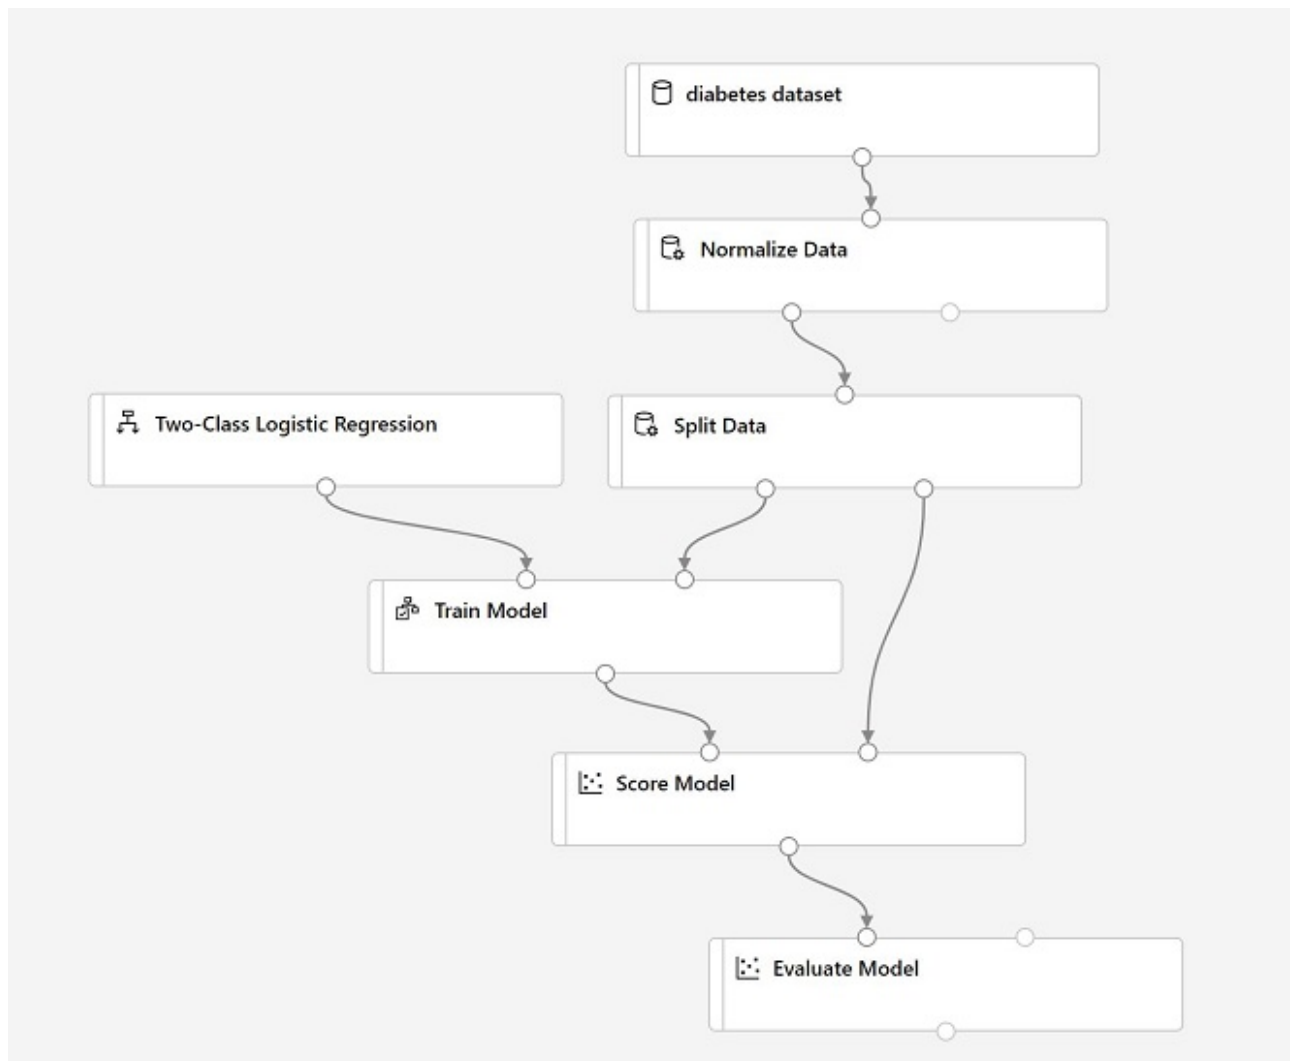 diabetes dataset
Normalize Data
Two-Class Logistic Regression
Split Data
Train Model
Score Model
Evaluate Model